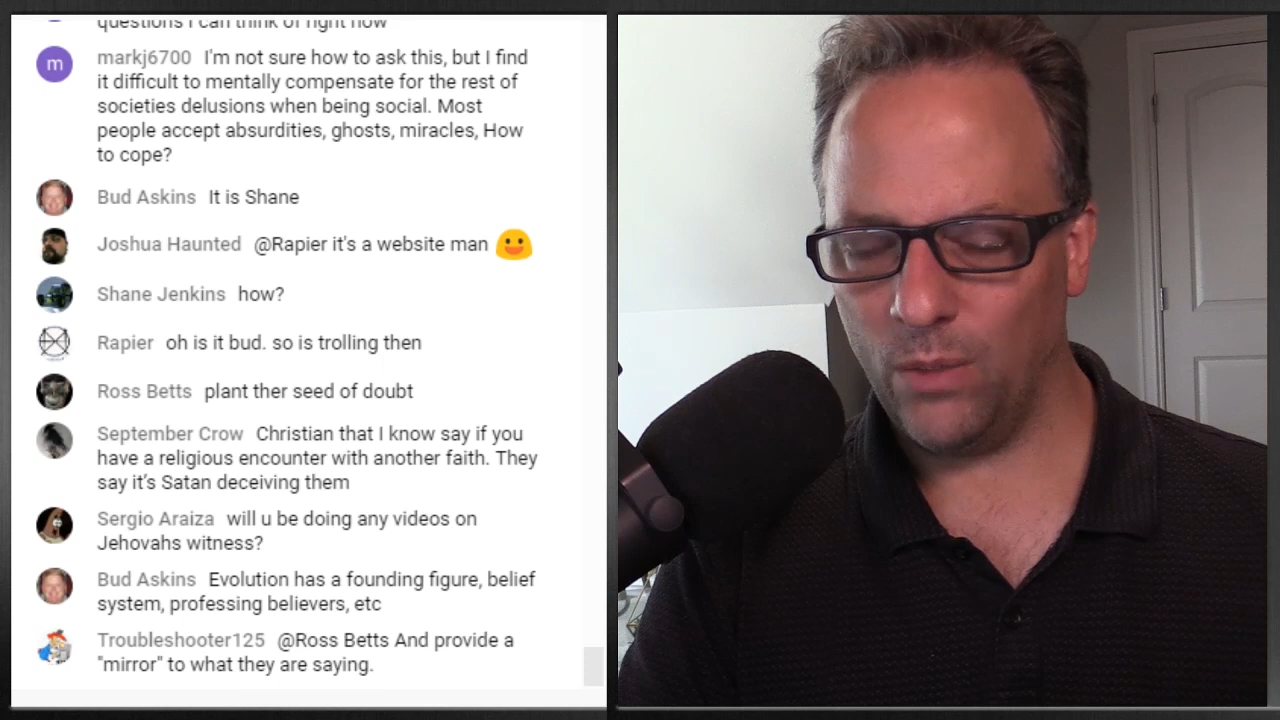 questions I can think of right now
markj6700 I'm not sure how to ask this, but I find
it difficult to mentally compensate for the rest of
societies delusions when being social. Most
people accept absurdities, ghosts, miracles, How
to cope?
Bud Askins It is Shane
Joshua Haunted @Rapier it's a website man
Shane Jenkins how?
Rapier oh is it bud. so is trolling then
Ross Betts plant ther seed of doubt
September Crow Christian that I know say if you
have a religious encounter with another faith. They
say it's Satan deceiving them
Sergio Araiza will u be doing any videos on
Jehovahs witness?
Bud Askins Evolution has a founding figure, belief
system, professing believers, etc
Troubleshooter125 @Ross Betts And provide a
"mirror" to what they are saying.
m